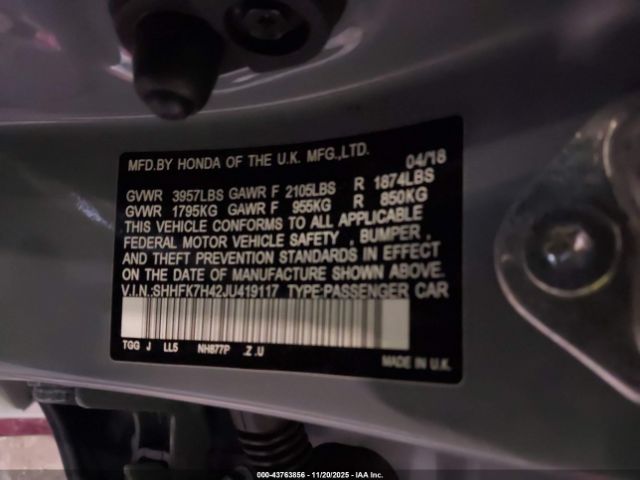 MFD.BY HONDA OF THE U.K. MFG.,LTD. 04/18
GVWR 3957LBS GAWR F 2105LBS R 1874LBS
GVWR 1795KG GAWR F 955KG R 850KG
THIS VEHICLE CONFORMS TO ALL APPLICABLE
FEDERAL MOTOR VEHICLE SAFETY , BUMPER ,
AND THEFT PREVENTION STANDARDS IN EFFECT
ON THE DATE OF MANUFACTURE SHOWN ABOVE.
V.I.N.:SHHFK7H42JU419117 TYPE:PASSENGER CAR
TGG J LL5 NH877P .Z.U MADE IN U.K.
000-43763856 - 11/20/2025 - IAA Inc.